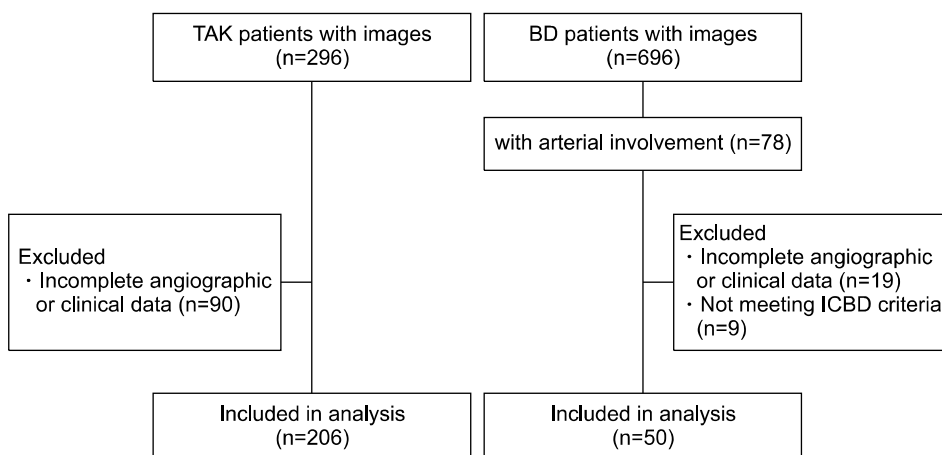 TAK patients with images
(n=296)
BD patients with images
(n=696)
with arterial involvement (n=78)
Excluded
· Incomplete angiographic
or clinical data (n=90)
Excluded
· Incomplete angiographic
or clinical data (n=19)
· Not meeting ICBD criteria
(n=9)
Included in analysis
(n=206)
Included in analysis
(n=50)